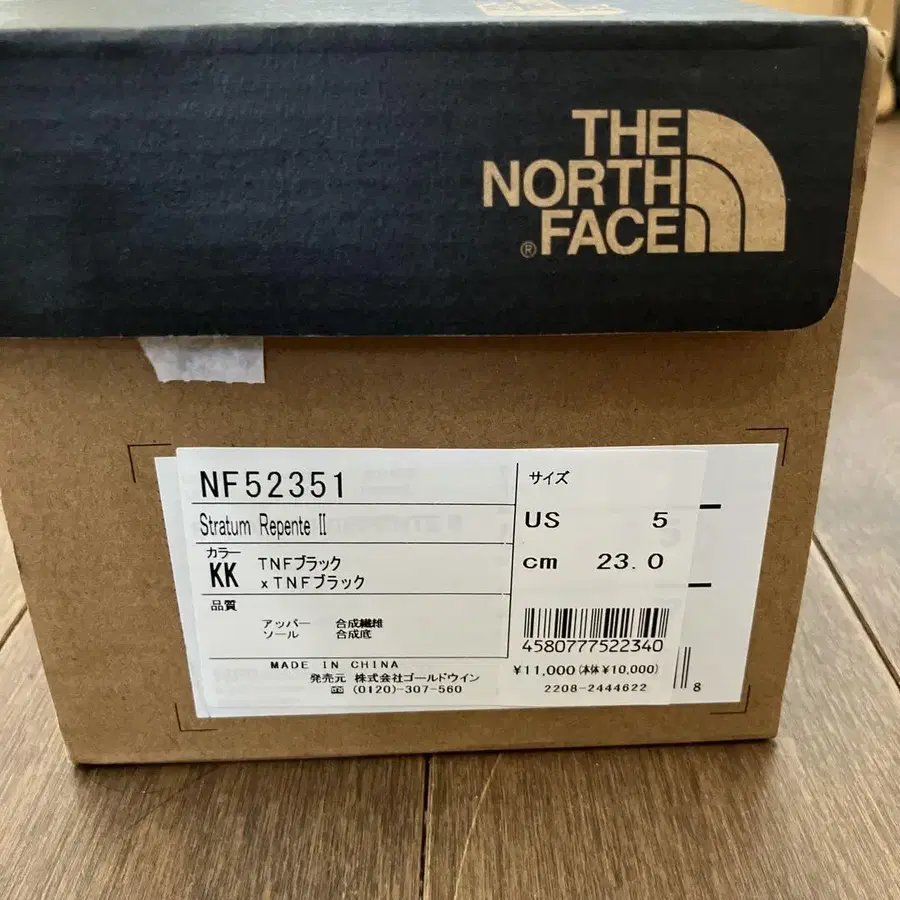 THE
NORTH
FACE
®
NF52351
Stratum Repente II
カラー
KK
TNFブラック
xTNFブラック
品質
アッパー 合成繊維
ソール 合成底
MADE IN CHINA
発売元 株式会社ゴールドウイン
(0120)-307-560
サイズ
US 5
cm 23.0
4580777522340
¥11,000(本体¥10,000)
2208-2444622
8